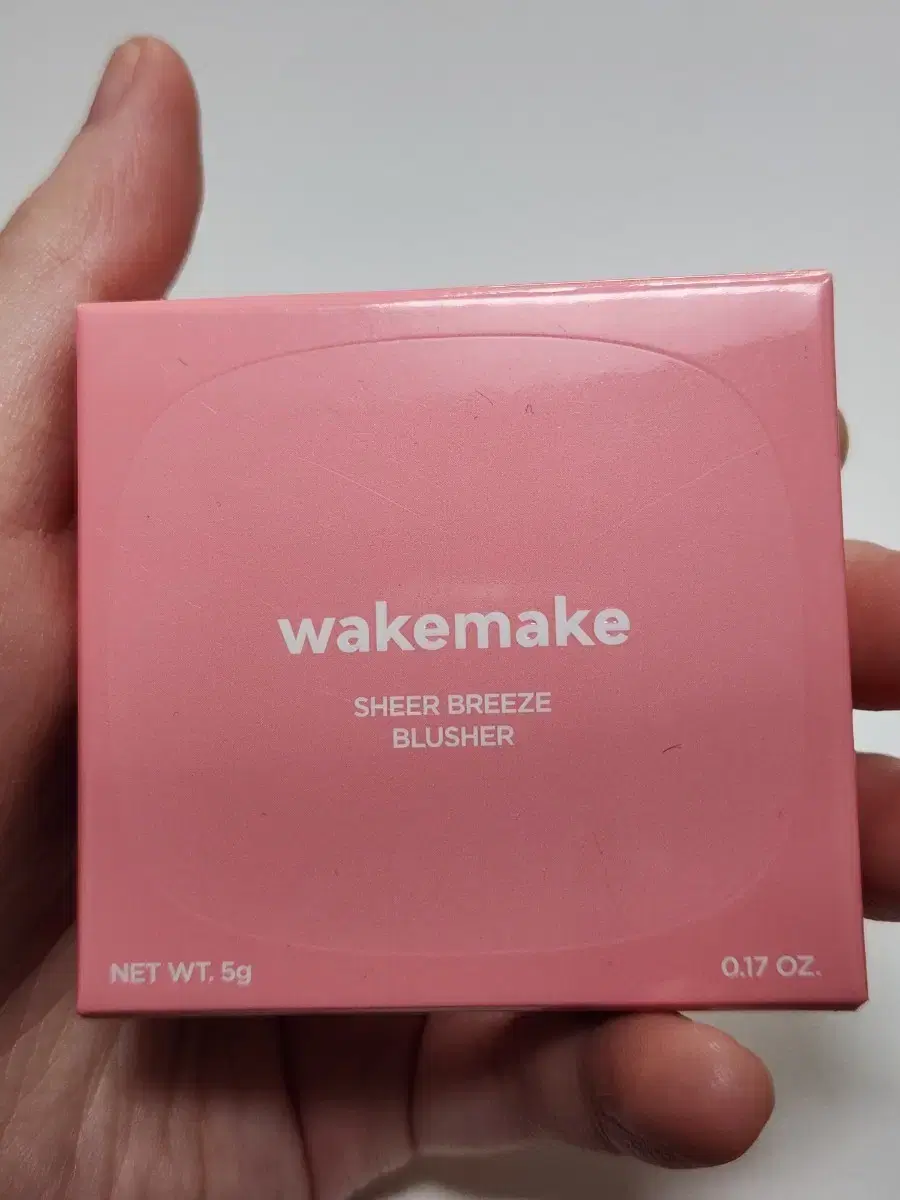 wakemake
SHEER BREEZE
BLUSHER
NET WT. 5g
0.17 OZ.